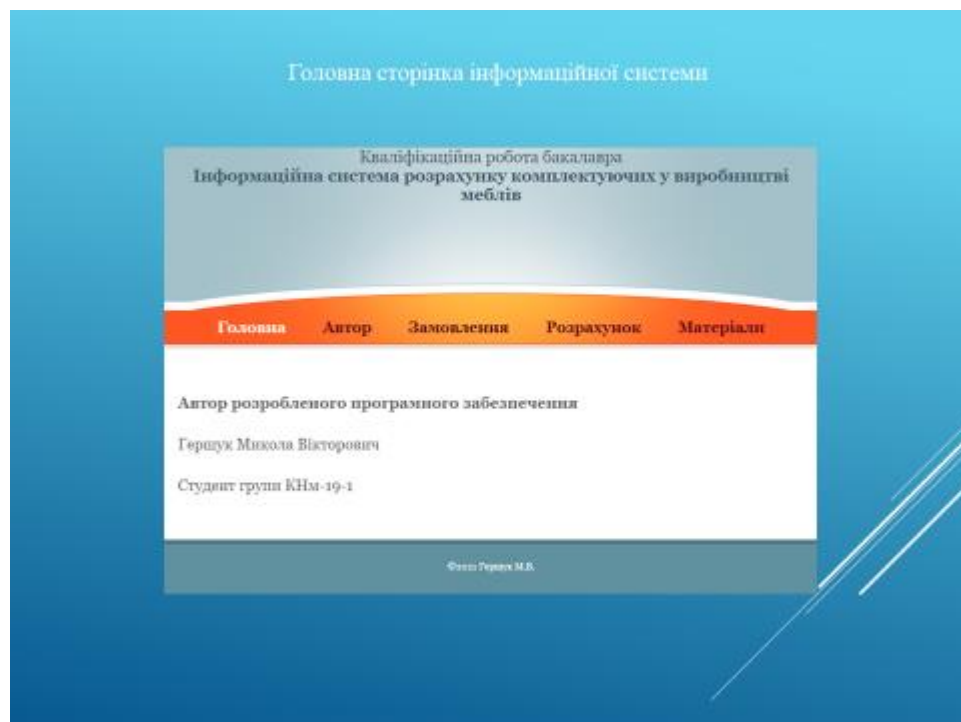 Головна сторінка інформаційної системи
Кваліфікаційна робота бакалавра
Інформаційна система розрахунку комплектуючих у виробництві
меблів
Головна Автор Замовлення Розрахунок Матеріали
Автор розробленого програмного забезпечення
Герщук Микола Вікторович
Студент групи КНм-19-1
Герщук М.В.